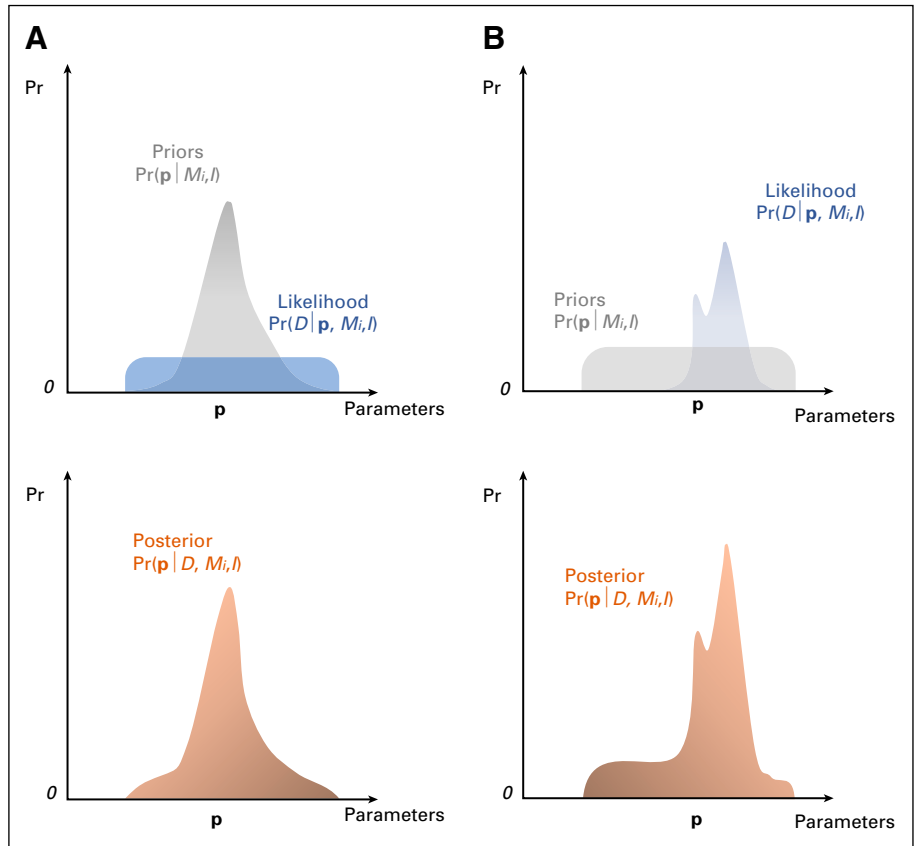 A
Pr
Priors
Pr(p | Mi,I)
Likelihood
Pr(D | p, Mi,I)
0
p
Parameters
B
Pr
Likelihood
Pr(D | p, Mi,I)
Priors
Pr(p | Mi,I)
0
p
Parameters
Pr
Posterior
Pr(p | D, Mi,I)
0
p
Parameters
Pr
Posterior
Pr(p | D, Mi,I)
0
p
Parameters